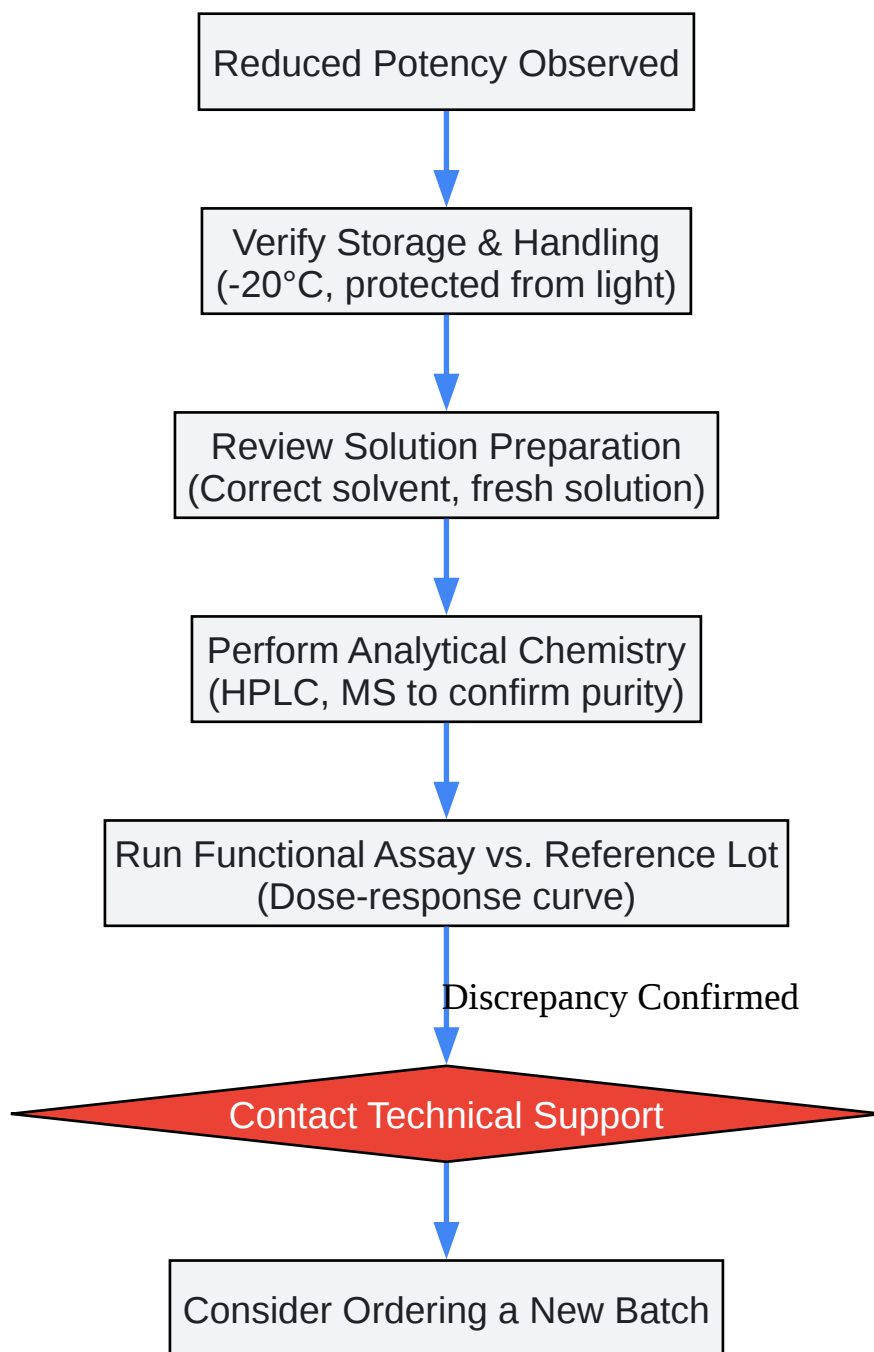 Reduced Potency Observed
Verify Storage & Handling
(-20°C, protected from light)
Review Solution Preparation
(Correct solvent, fresh solution)
Perform Analytical Chemistry
(HPLC, MS to confirm purity)
Run Functional Assay vs. Reference Lot
(Dose-response curve)
Discrepancy Confirmed
Contact Technical Support
Consider Ordering a New Batch